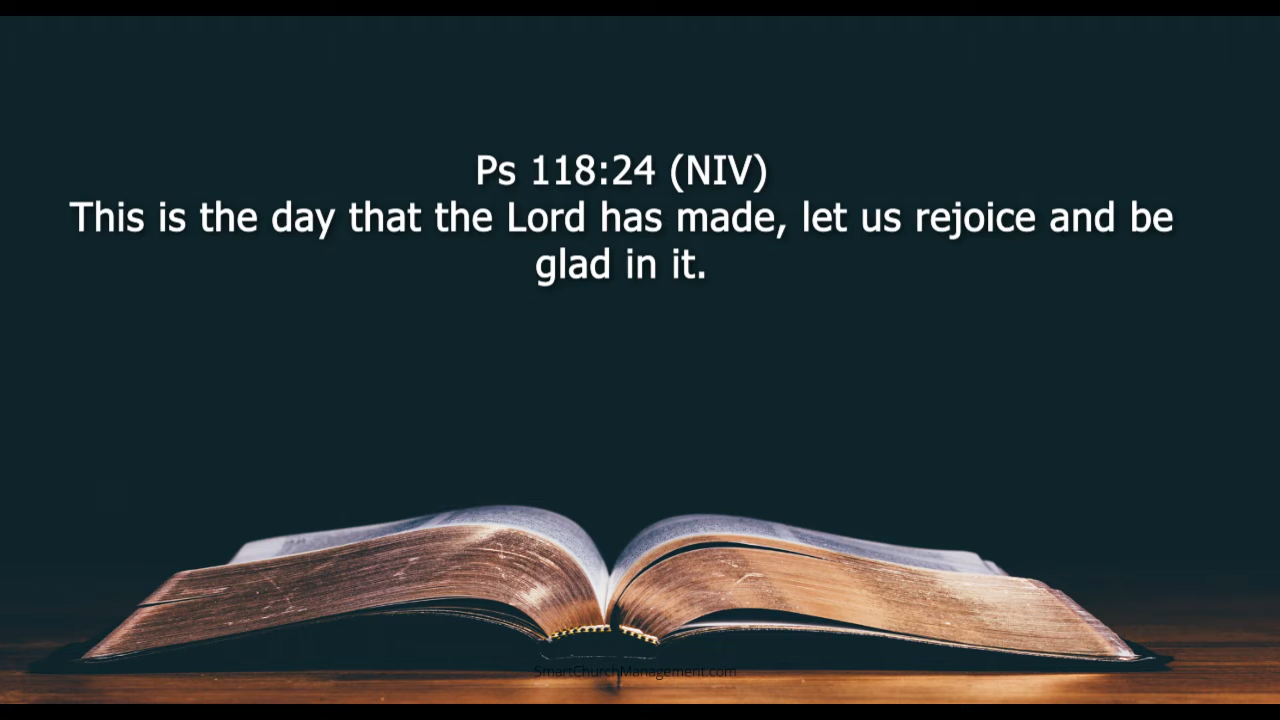 Ps 118:24 (NIV)
This is the day that the Lord has made, let us rejoice and be
glad in it.
SmartChurchManagement.com